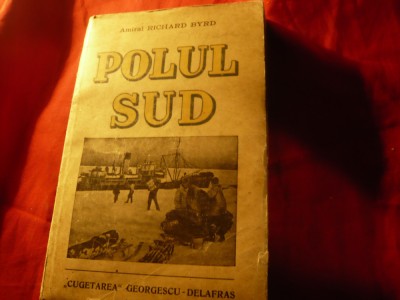 Amiral RICHARD BYRD
POLUL
SUD
„CUGETAREA" GEORGESCU-DELAFRAS